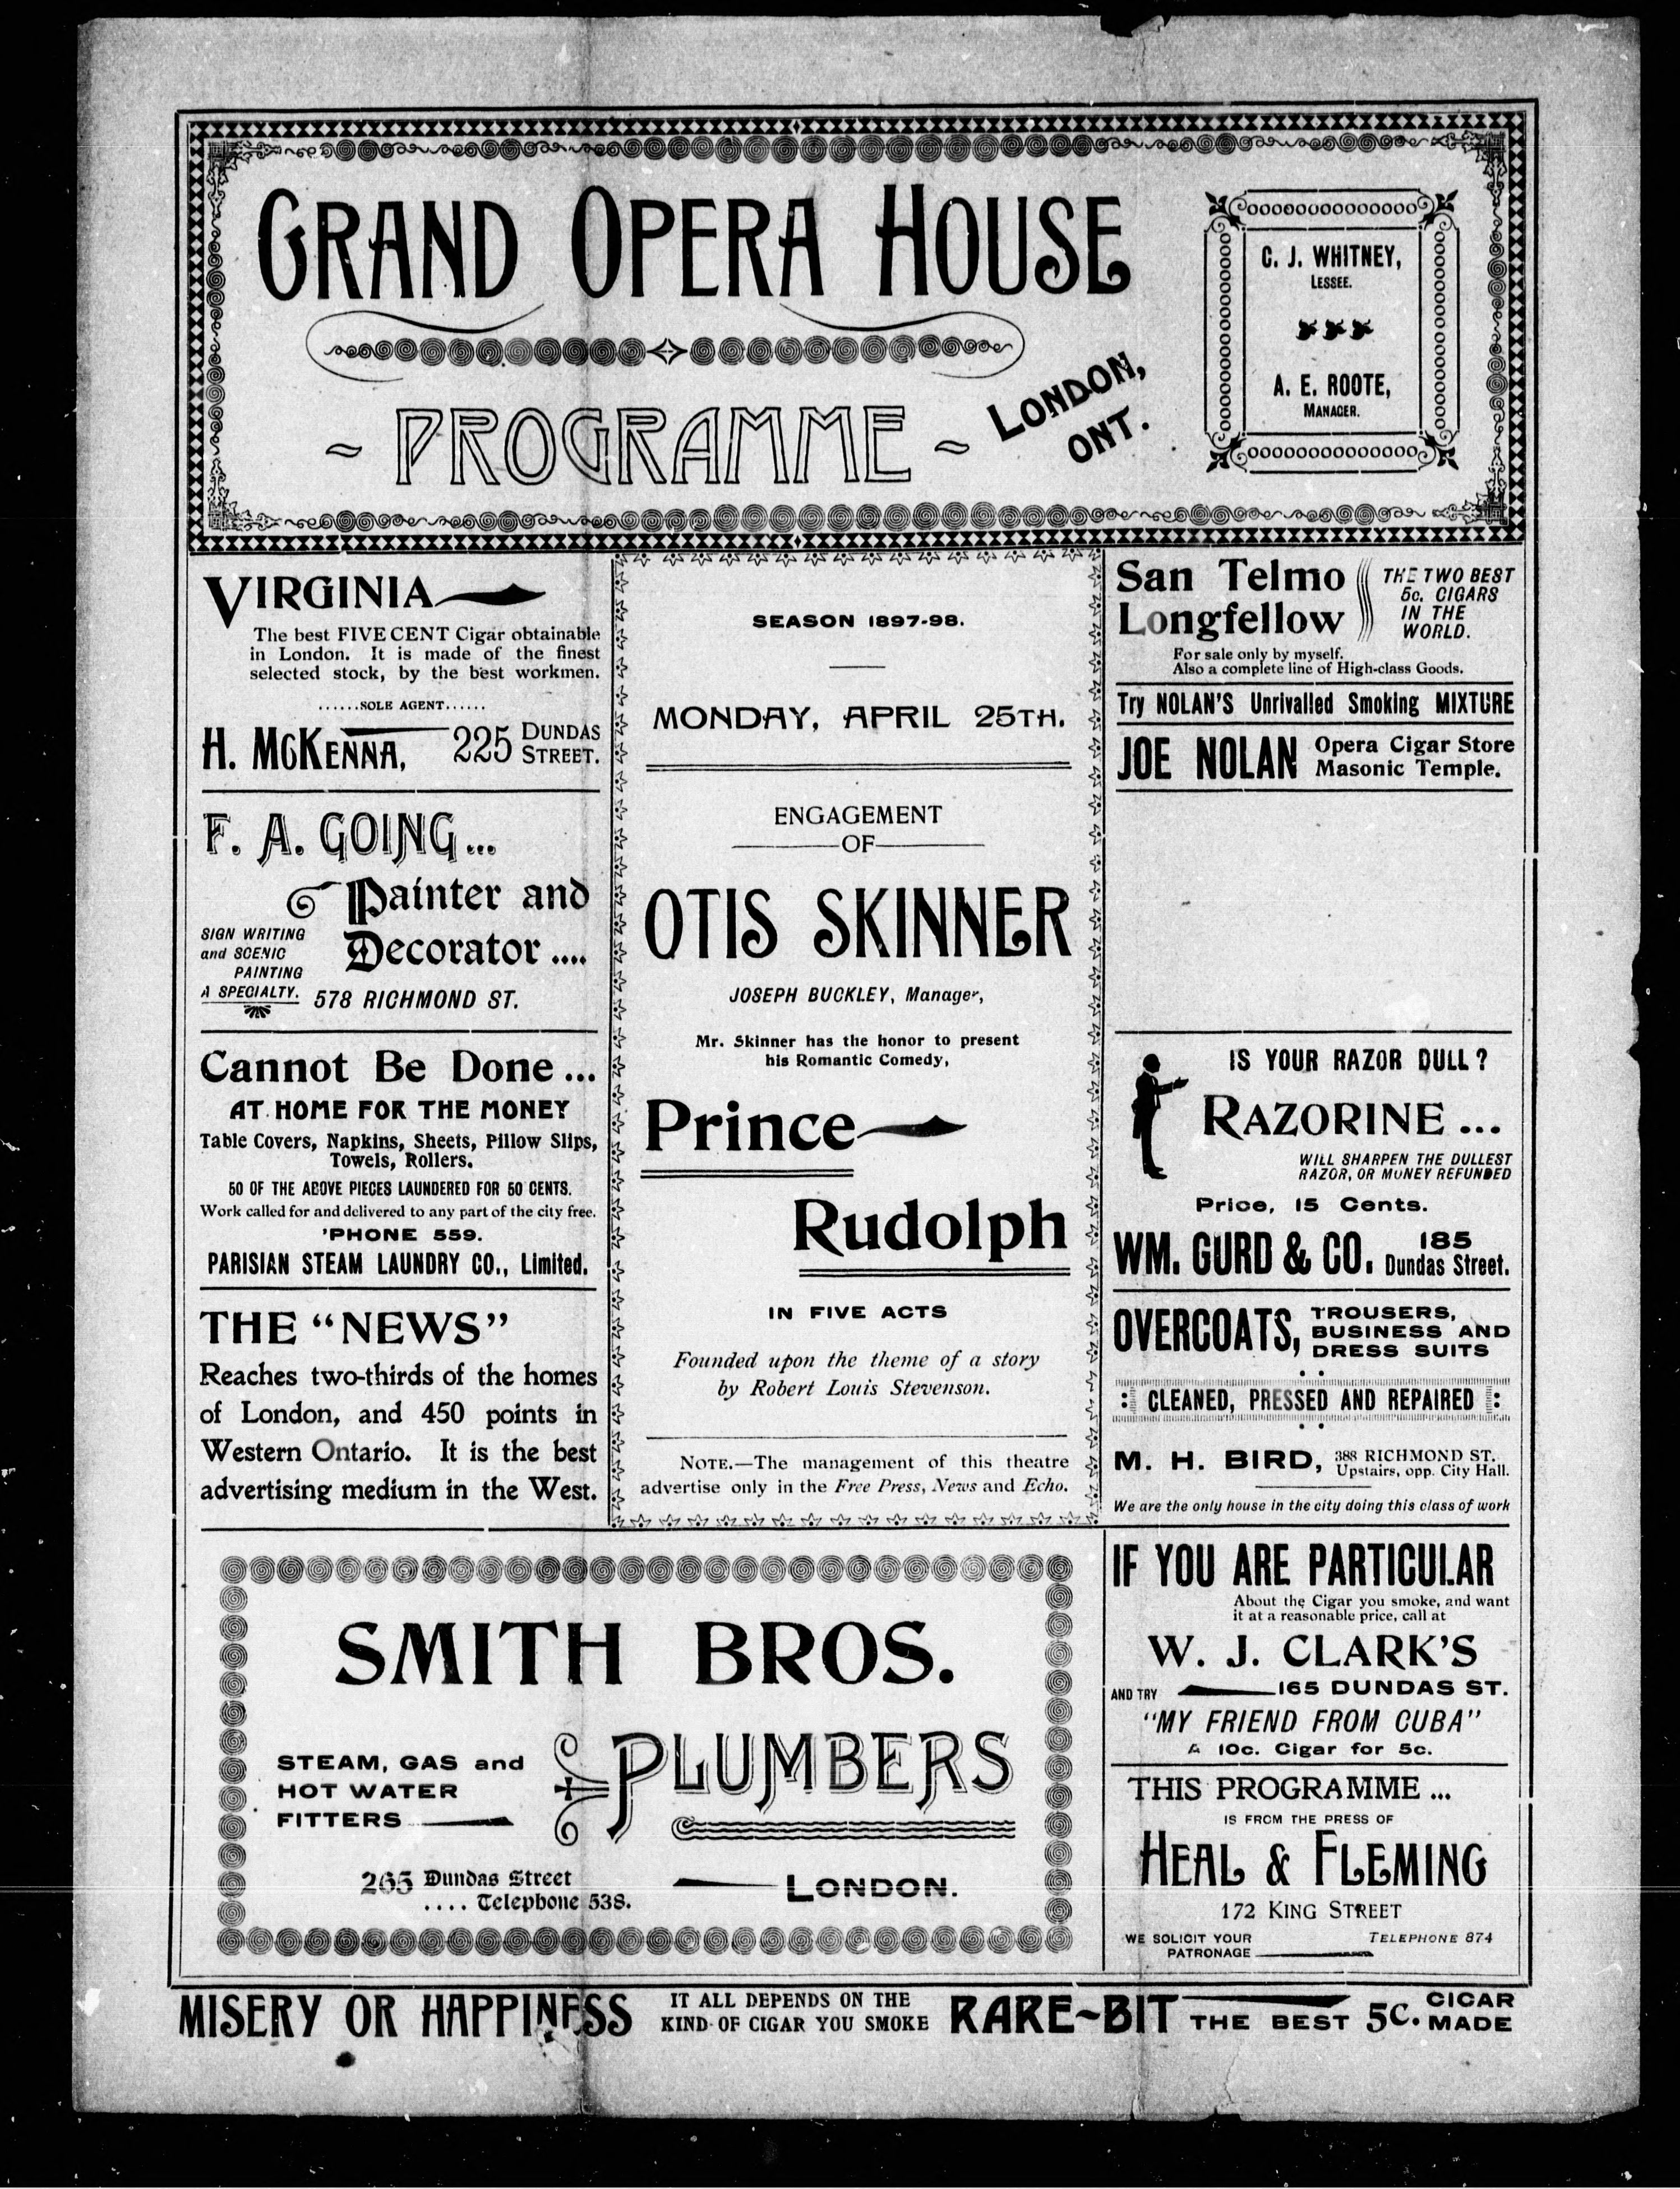 GRAND OPERA HOUSE
~ PROGRAMME ~
LONDON,
ONT.
C. J. WHITNEY,
LESSEE.
A. E. ROOTE,
MANAGER.
VIRGINIA
The best FIVE CENT Cigar obtainable
in London. It is made of the finest
selected stock, by the best workmen.
......SOLE AGENT......
H. MCKENNA, 225 DUNDAS
STREET.
F. A. GOING...
Painter and
Decorator ....
SIGN WRITING
and SCENIC
PAINTING
A SPECIALTY.
578 RICHMOND ST.
Cannot Be Done ...
AT HOME FOR THE MONEY
Table Covers, Napkins, Sheets, Pillow Slips,
Towels, Rollers.
50 OF THE ABOVE PIECES LAUNDERED FOR 50 CENTS.
Work called for and delivered to any part of the city free.
'PHONE 559.
PARISIAN STEAM LAUNDRY CO., Limited.
THE "NEWS"
Reaches two-thirds of the homes
of London, and 450 points in
Western Ontario. It is the best
advertising medium in the West.
SEASON 1897-98.
MONDAY, APRIL 25TH.
ENGAGEMENT
OF
OTIS SKINNER
JOSEPH BUCKLEY, Manager,
Mr. Skinner has the honor to present
his Romantic Comedy,
Prince
Rudolph
IN FIVE ACTS
Founded upon the theme of a story
by Robert Louis Stevenson.
NOTE.—The management of this theatre
advertise only in the Free Press, News and Echo.
San Telmo
Longfellow
THE TWO BEST
5c. CIGARS
IN THE
WORLD.
For sale only by myself.
Also a complete line of High-class Goods.
Try NOLAN'S Unrivalled Smoking MIXTURE
JOE NOLAN Opera Cigar Store
Masonic Temple.
IS YOUR RAZOR DULL?
RAZORINE ...
WILL SHARPEN THE DULLEST
RAZOR, OR MONEY REFUNDED
Price, 15 Cents.
WM. GURD & CO. 185
Dundas Street.
OVERCOATS, TROUSERS,
BUSINESS AND
DRESS SUITS
CLEANED, PRESSED AND REPAIRED
M. H. BIRD, 388 RICHMOND ST.
Upstairs, opp. City Hall.
We are the only house in the city doing this class of work
SMITH BROS.
STEAM, GAS and
HOT WATER
FITTERS
PLUMBERS
265 Dundas Street
.... Telephone 538.
LONDON.
IF YOU ARE PARTICULAR
About the Cigar you smoke, and want
it at a reasonable price, call at
W. J. CLARK'S
AND TRY 165 DUNDAS ST.
"MY FRIEND FROM CUBA"
A 10c. Cigar for 5c.
THIS PROGRAMME ...
IS FROM THE PRESS OF
HEAL & FLEMING
172 KING STREET
WE SOLICIT YOUR
PATRONAGE
TELEPHONE 874
MISERY OR HAPPINESS IT ALL DEPENDS ON THE
KIND OF CIGAR YOU SMOKE RARE~BIT THE BEST 5C. CIGAR
MADE